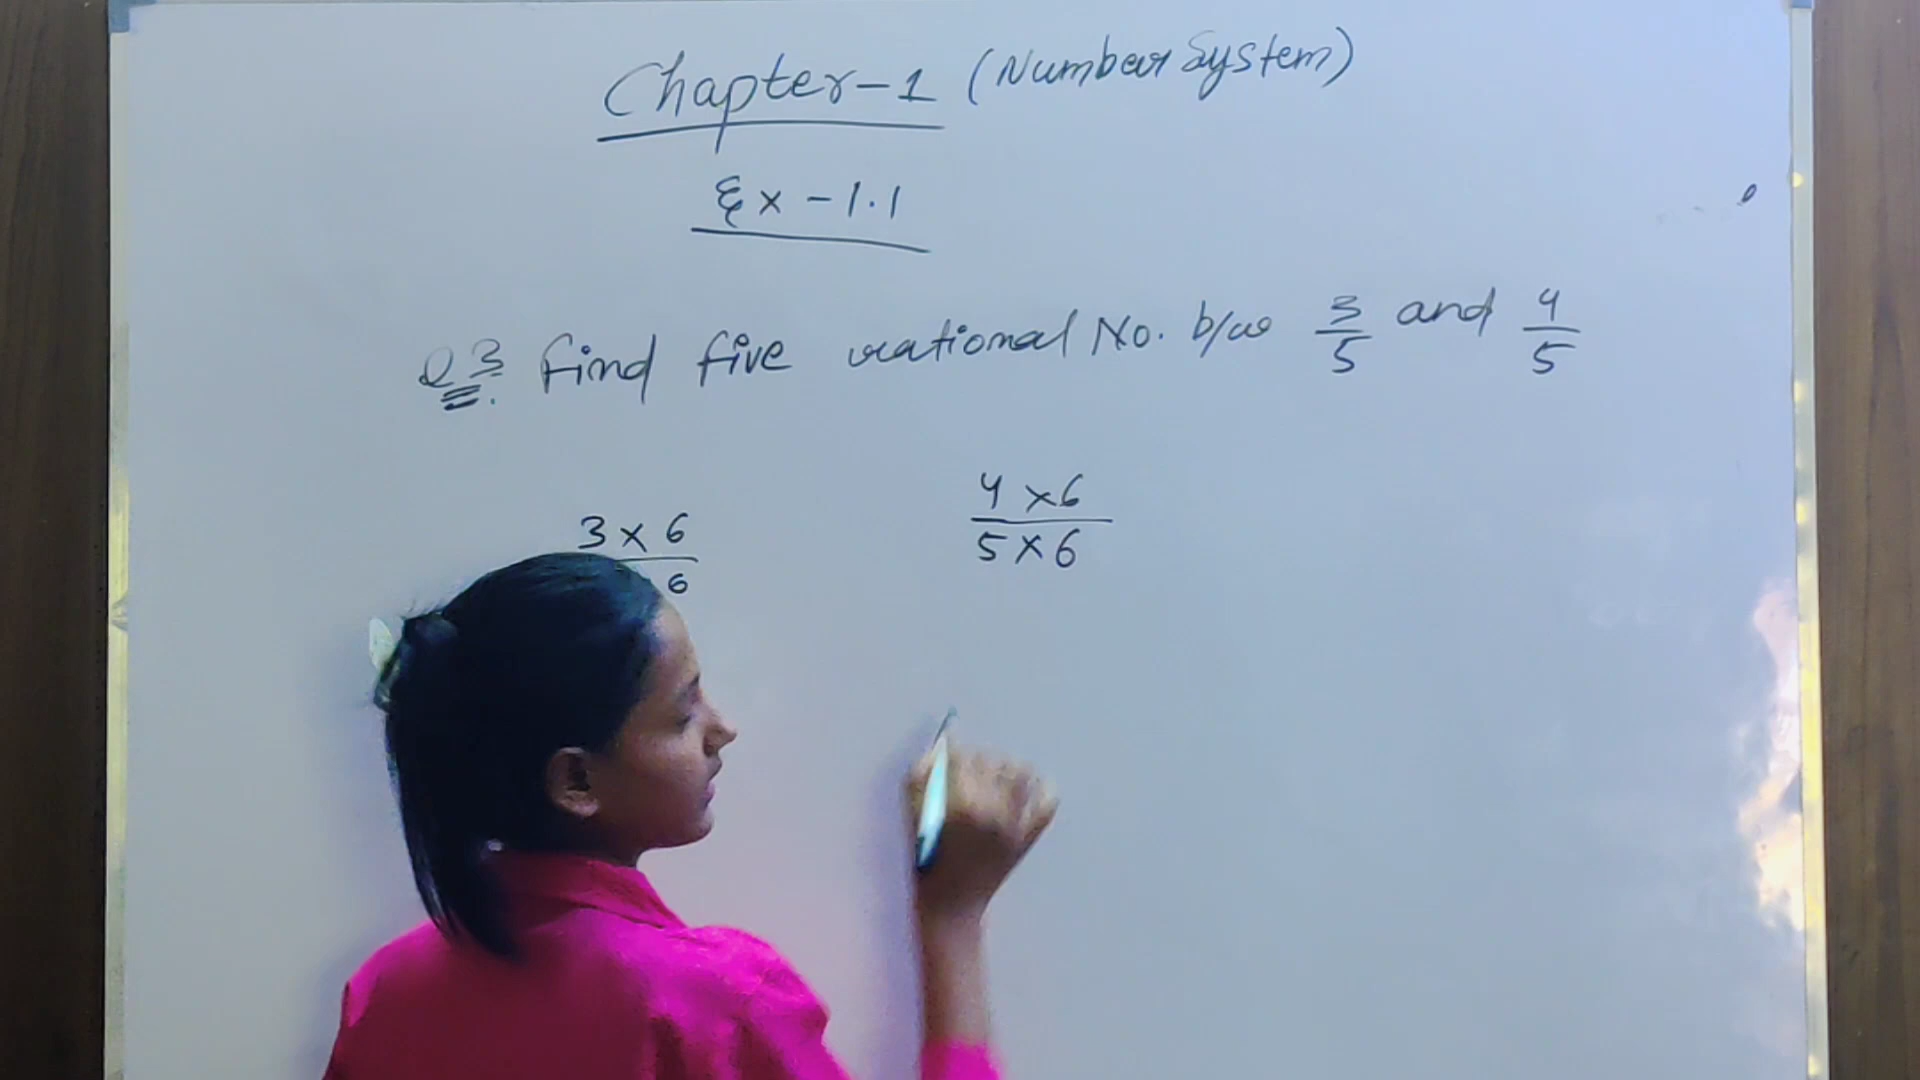 Chapter-1 (Number System)
Ex - 1.1
Q3. Find five rational No. b/w 3/5 and 4/5
3 x 6 / 6
4 x 6 / 5 x 6